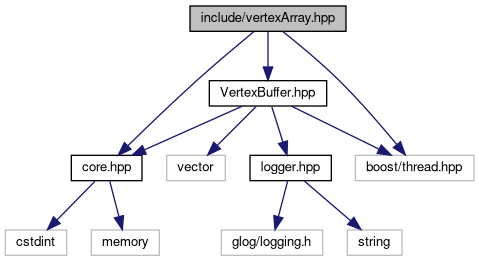 include/vertexArray.hpp
VertexBuffer.hpp
core.hpp
vector
logger.hpp
boost/thread.hpp
cstdint
memory
glog/logging.h
string